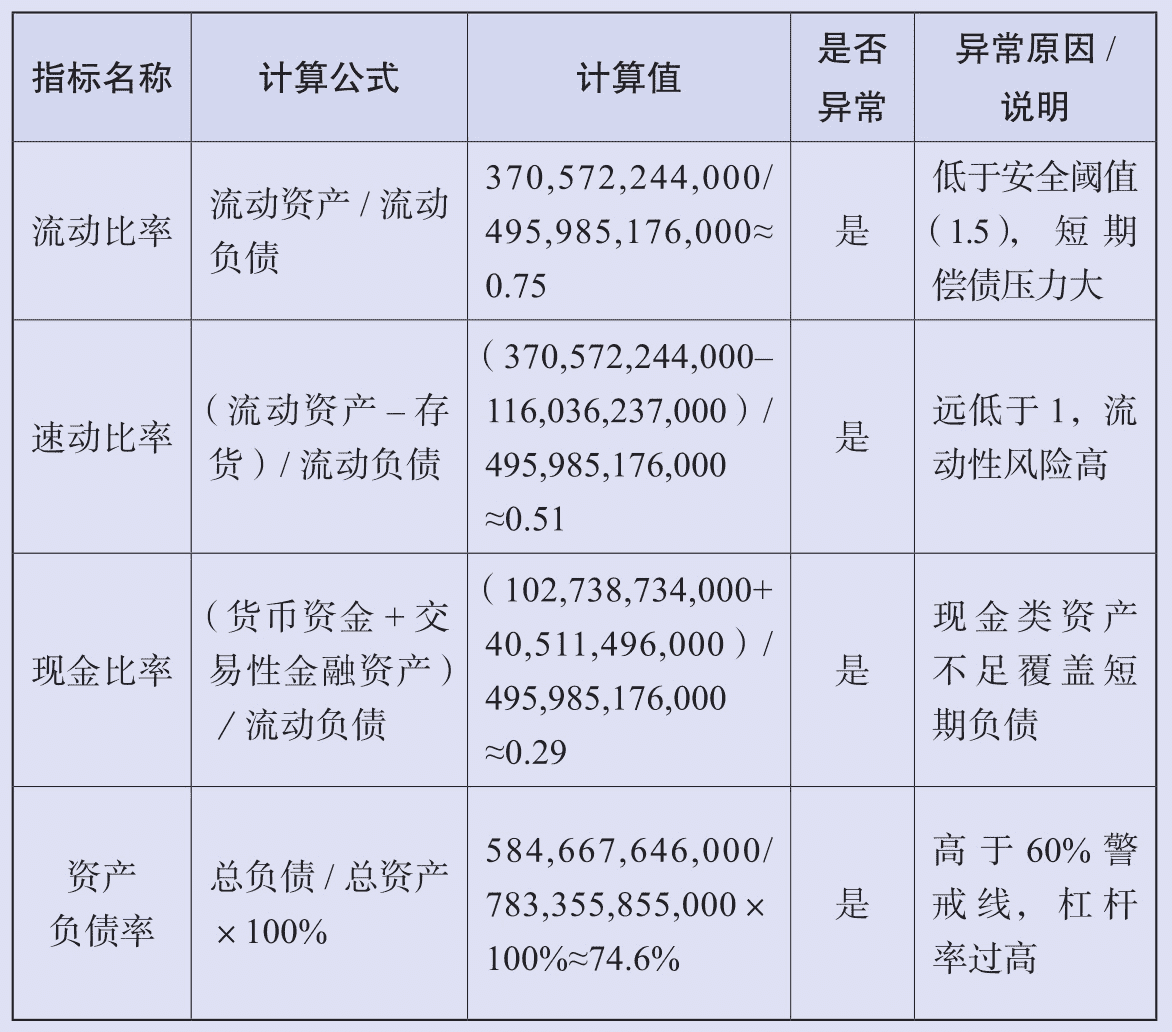 指标名称
计算公式
计算值
是否
异常
异常原因 /
说明
流动比率
流动资产 / 流动
负债
370,572,244,000/
495,985,176,000≈
0.75
是
低于安全阈值
（1.5），短期
偿债压力大
速动比率
（流动资产 – 存
货）/ 流动负债
（370,572,244,000–
116,036,237,000）/
495,985,176,000
≈0.51
是
远低于 1，流
动性风险高
现金比率
（货币资金 + 交
易性金融资产）
/ 流动负债
（102,738,734,000+
40,511,496,000）/
495,985,176,000
≈0.29
是
现金类资产
不足覆盖短
期负债
资产
负债率
总负债 / 总资产
× 100%
584,667,646,000/
783,355,855,000 ×
100%≈74.6%
是
高于 60% 警
戒线，杠杆
率过高